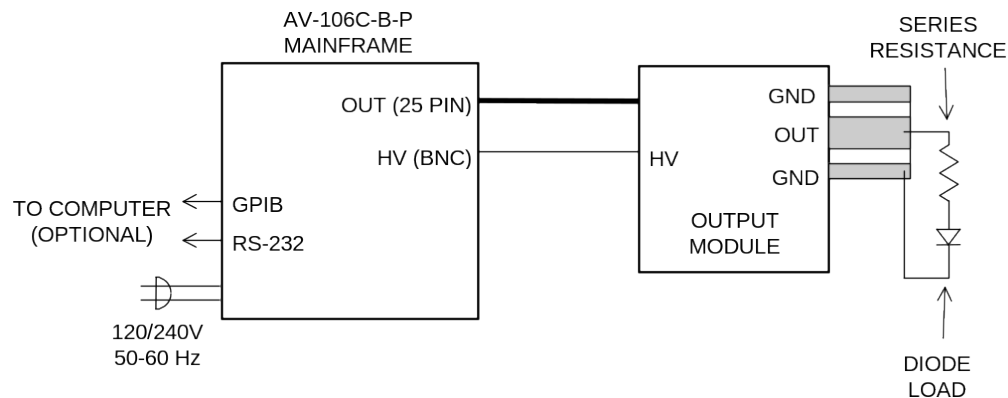 AV-106C-B-P
MAINFRAME
OUT (25 PIN)
HV (BNC)
GPIB
RS-232
TO COMPUTER
(OPTIONAL)
120/240V
50-60 Hz
HV
GND
OUT
GND
OUTPUT
MODULE
SERIES
RESISTANCE
DIODE
LOAD